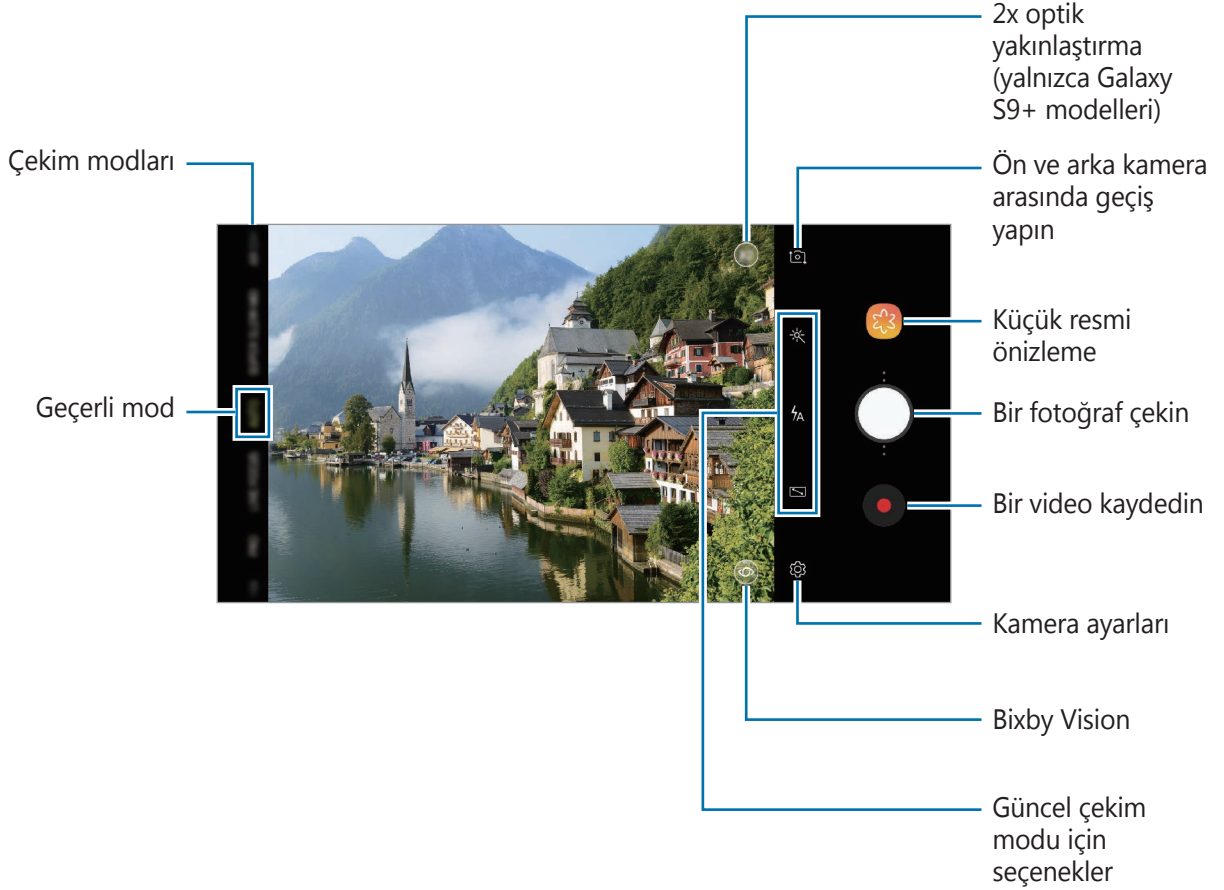 2x optik
yakınlaştırma
(yalnızca Galaxy
S9+ modelleri)
Çekim modları
Ön ve arka kamera
arasında geçiş
yapın
Küçük resmi
önizleme
Geçerli mod
Bir fotoğraf çekin
Bir video kaydedin
Kamera ayarları
Bixby Vision
Güncel çekim
modu için
seçenekler